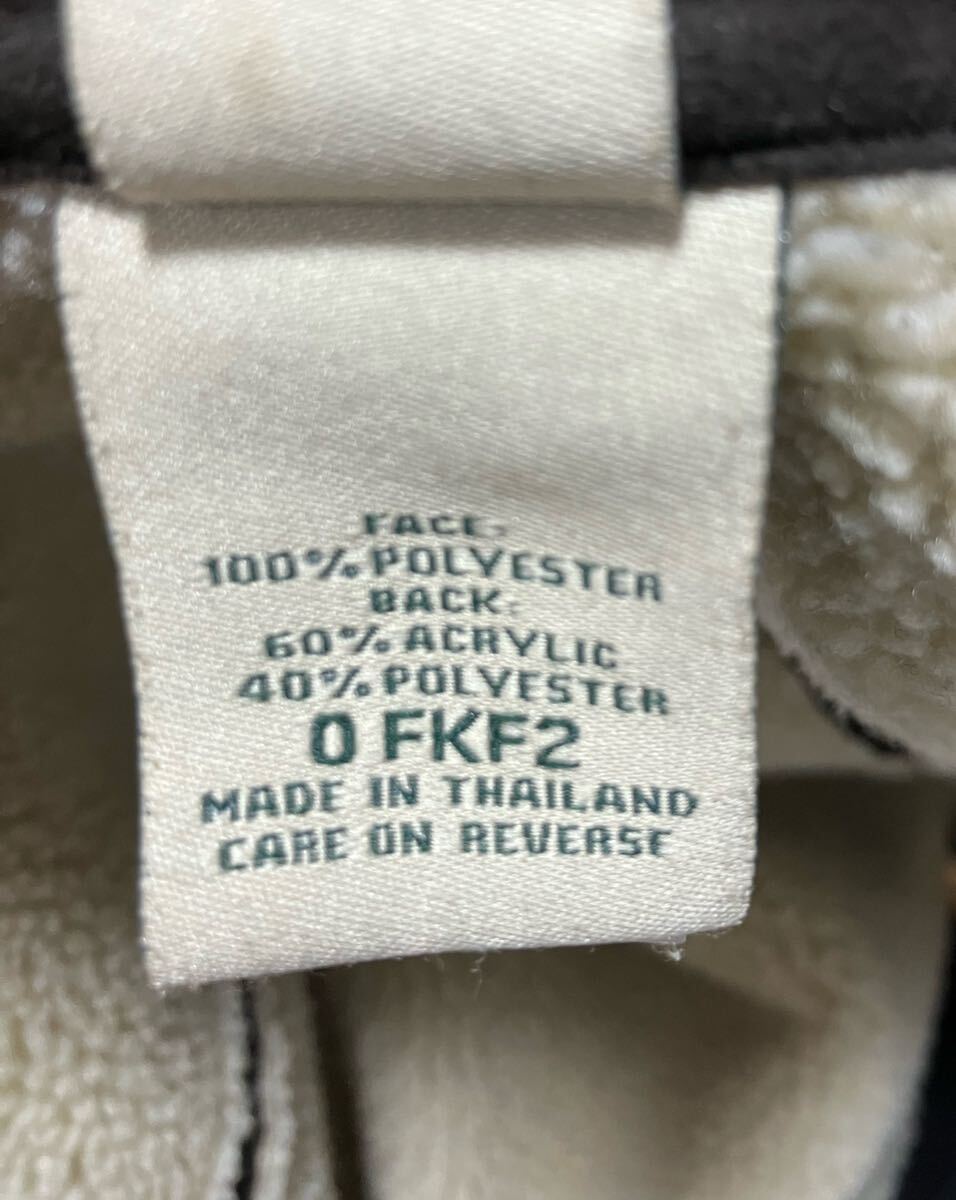 FACE:
100% POLYESTER
BACK:
60% ACRYLIC
40% POLYESTER
0 FKF2
MADE IN THAILAND
CARE ON REVERSE